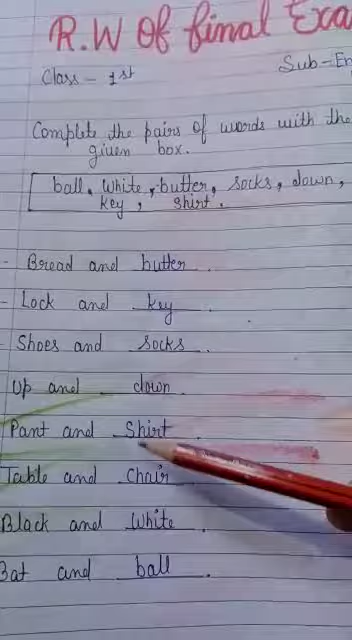 R.W Of final Exa
Class - 1st Sub - En
Complete the pairs of words with the
given box.
ball, white, butter, socks, down,
key, shirt.
- Bread and butter.
- Lock and key.
- Shoes and socks.
Up and down.
Pant and Shirt.
Table and chair
Black and White.
Bat and ball.